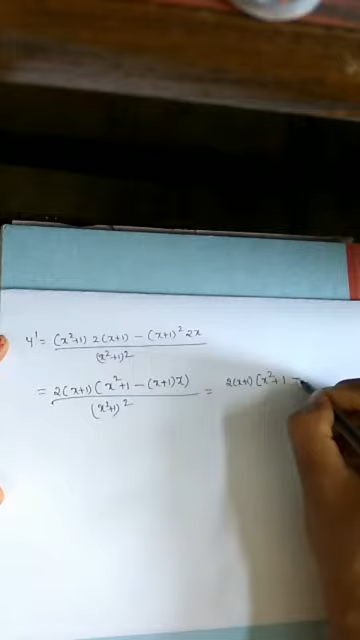 y' = (x²+1) 2(x+1) - (x+1)² 2x
(x²+1)²
= 2(x+1) (x²+1 - (x+1)x) = 2(x+1) (x²+1 -
(x²+1)²